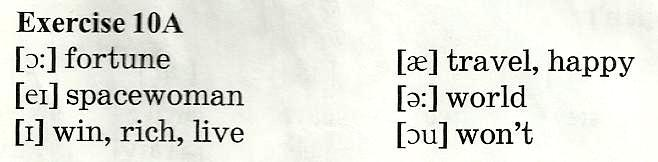 Exercise 10A
[ɔ:] fortune
[eɪ] spacewoman
[ɪ] win, rich, live
[æ] travel, happy
[ə:] world
[ɔu] won't